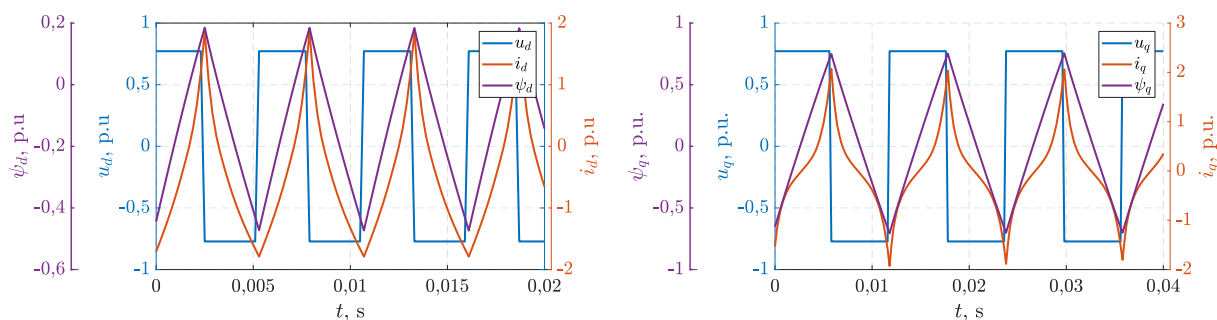 0,2
0
-0,2
-0,4
-0,6
ψd, p.u
1
0,5
0
-0,5
-1
ud, p.u
2
1
0
-1
-2
id, p.u
0 0,005 0,01 0,015 0,02
t, s
ud
id
ψd
1
0,5
0
-0,5
-1
ψq, p.u.
1
0,5
0
-0,5
-1
uq, p.u.
3
2
1
0
-1
-2
iq, p.u.
0 0,01 0,02 0,03 0,04
t, s
uq
iq
ψq